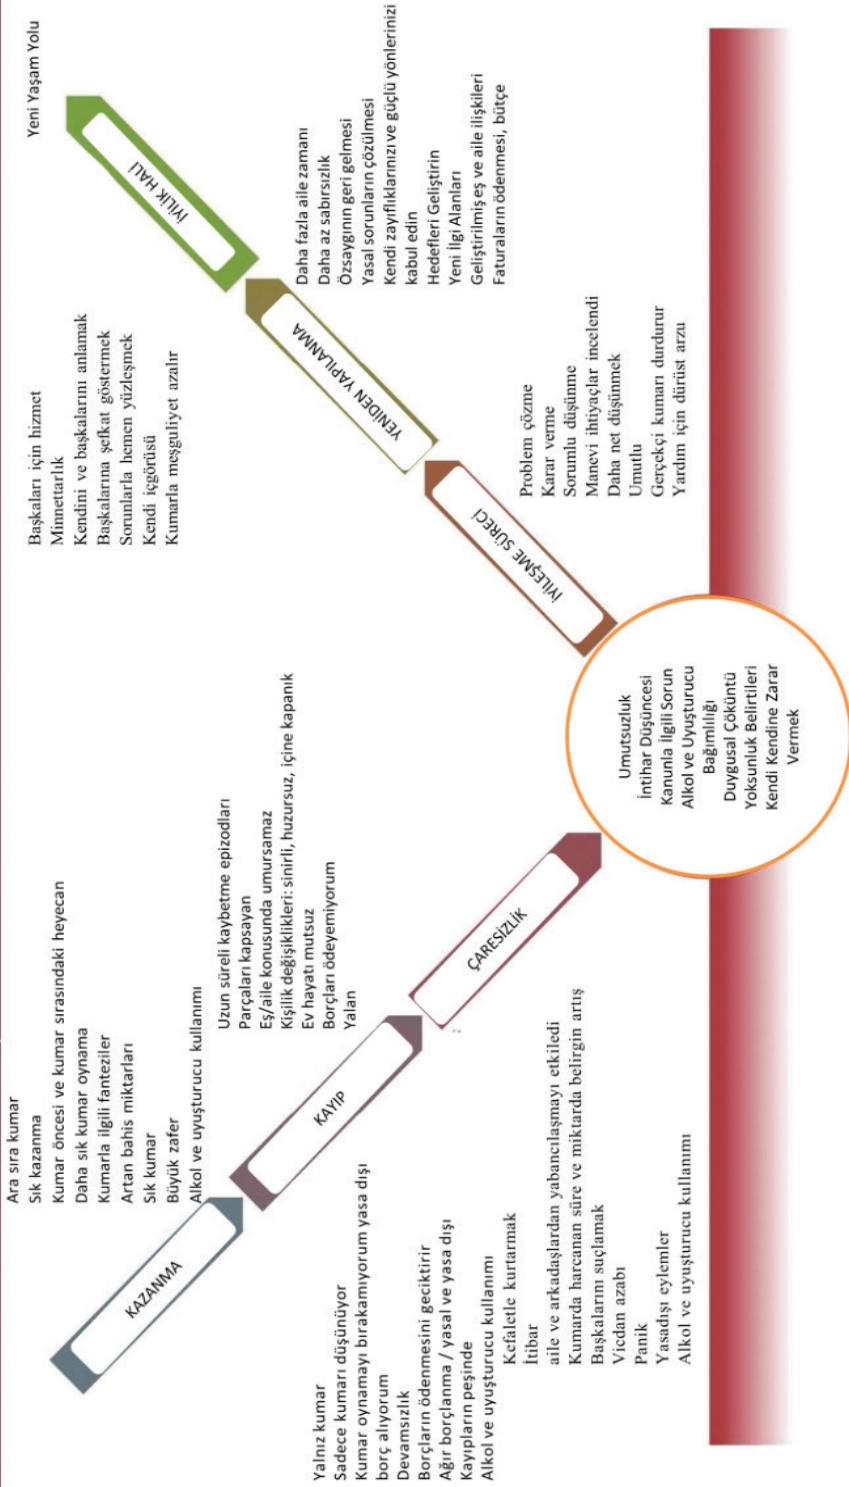 Ara sıra kumar
Sık kazanma
Kumar öncesi ve kumar sırasındaki heyecan
Daha sık kumar oynama
Kumarla ilgili fanteziler
Artan bahis miktarları
Sık kumar
Büyük zafer
Alkol ve uyuşturucu kullanımı
KAZANMA
Uzun süreli kaybetme epizodları
Parçaları kapsayan
Eş/aile konusunda umursamaz
Kişilik değişiklikleri: sinirli, huzursuz, içine kapanık
Ev hayatı mutsuz
Borçları ödeyemiyorum
Yalan
KAYIP
Yalnız kumar
Sadece kumarı düşünüyor
Kumar oynamayı bırakamıyorum yasa dışı
borç alıyorum
Devamsızlık
Borçların ödenmesini geciktirir
Ağır borçlanma / yasal ve yasa dışı
Kayıpların peşinde
Alkol ve uyuşturucu kullanımı
ÇARESİZLİK
Kefaletle kurtarmak
İtibar
aile ve arkadaşlardan yabancılaşmayı etkiledi
Kumarda harcanan süre ve miktarda belirgin artış
Başkalarını suçlamak
Vicdan azabı
Panik
Yasadışı eylemler
Alkol ve uyuşturucu kullanımı
Umutsuzluk
İntihar Düşüncesi
Kanunla İlgili Sorun
Alkol ve Uyuşturucu
Bağımlılığı
Duygusal Çöküntü
Yoksunluk Belirtileri
Kendi Kendine Zarar
Vermek
İYİLEŞME SÜRECİ
Problem çözme
Karar verme
Sorumlu düşünme
Manevi ihtiyaçlar incelendi
Daha net düşünmek
Umutlu
Gerçekçi kumarı durdurur
Yardım için dürüst arzu
YENİDEN YAPILANMA
Daha fazla aile zamanı
Daha az sabırsızlık
Özsaygının geri gelmesi
Yasal sorunların çözülmesi
Kendi zayıflıklarınızı ve güçlü yönlerinizi
kabul edin
Hedefleri Geliştirin
Yeni İlgi Alanları
Geliştirilmiş eş ve aile ilişkileri
Faturaların ödenmesi, bütçe
İYİLİK HALİ
Başkaları için hizmet
Minnettarlık
Kendini ve başkalarını anlamak
Başkalarına şefkat göstermek
Sorunlarla hemen yüzleşmek
Kendi içgörüsü
Kumarla meşguliyet azalır
Yeni Yaşam Yolu